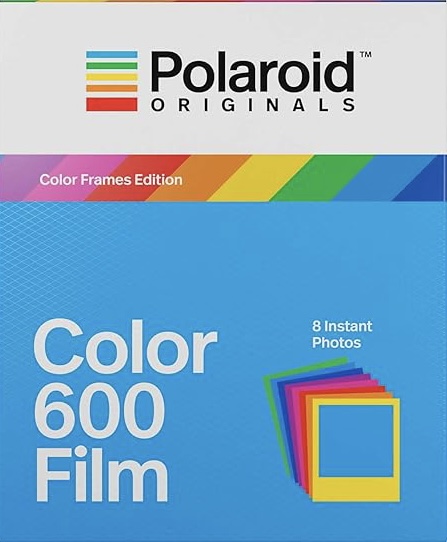 Polaroid™
ORIGINALS
Color Frames Edition
8 Instant
Photos
Color
600
Film